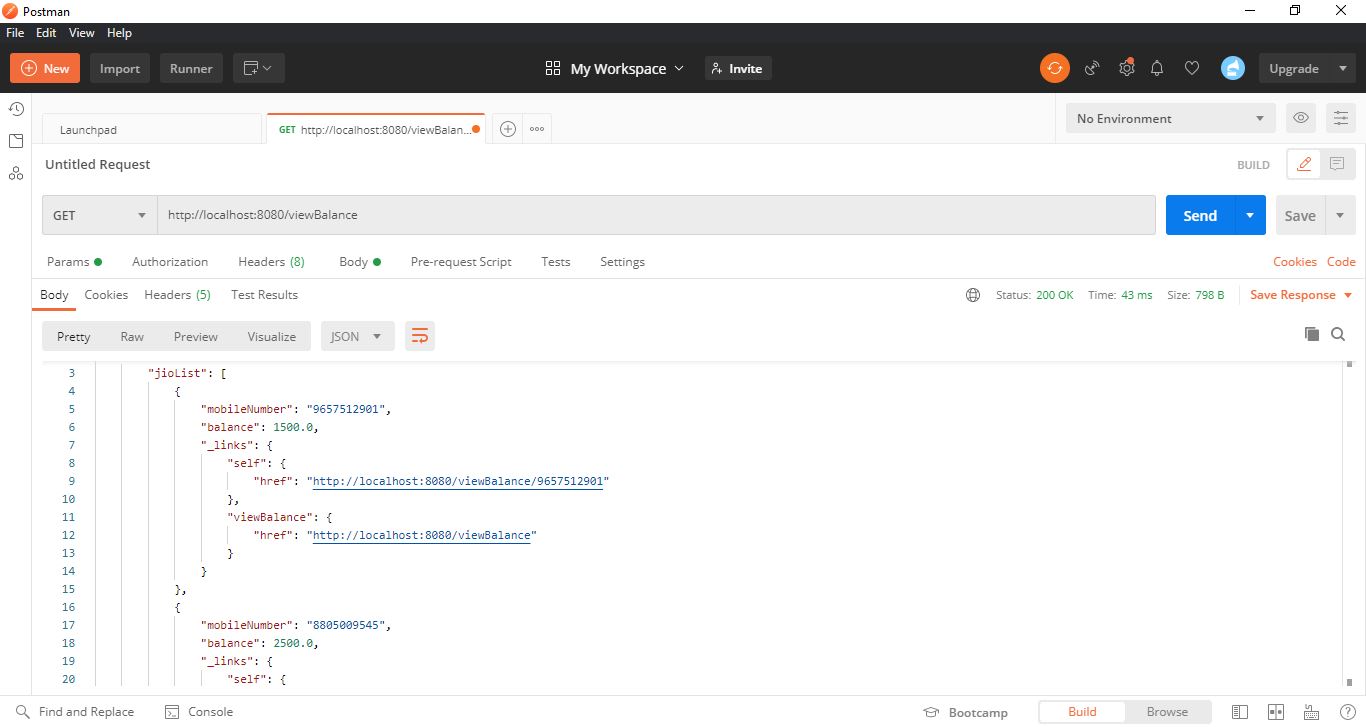 Postman
File Edit View Help
New Import Runner My Workspace Invite Upgrade
Launchpad GET http://localhost:8080/viewBalan... No Environment
Untitled Request BUILD
GET http://localhost:8080/viewBalance Send Save
Params Authorization Headers (8) Body Pre-request Script Tests Settings Cookies Code
Body Cookies Headers (5) Test Results Status: 200 OK Time: 43 ms Size: 798 B Save Response
Pretty Raw Preview Visualize JSON
3 "jioList": [
4 {
5 "mobileNumber": "9657512901",
6 "balance": 1500.0,
7 "_links": {
8 "self": {
9 "href": "http://localhost:8080/viewBalance/9657512901"
10 },
11 "viewBalance": {
12 "href": "http://localhost:8080/viewBalance"
13 }
14 }
15 },
16 {
17 "mobileNumber": "8805009545",
18 "balance": 2500.0,
19 "_links": {
20 "self": {
Find and Replace Console Bootcamp Build Browse